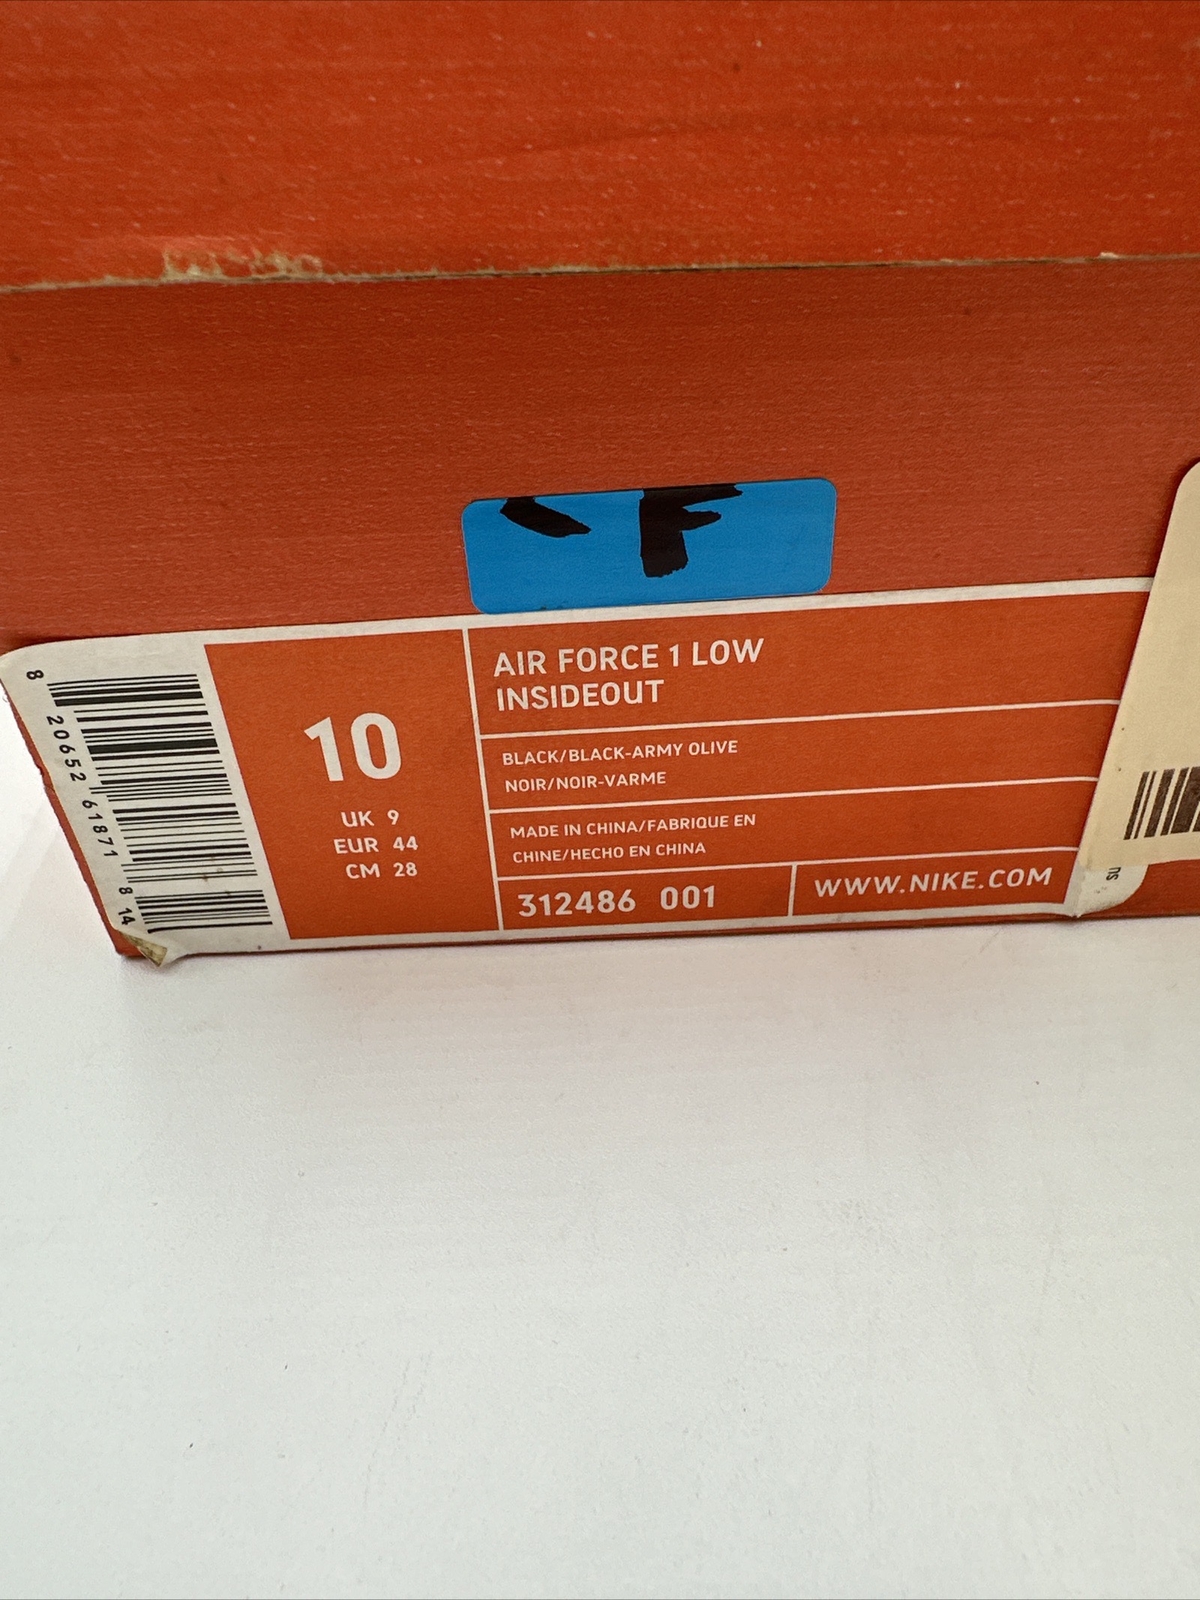 F
AIR FORCE 1 LOW
INSIDEOUT
10
UK 9
EUR 44
CM 28
BLACK/BLACK-ARMY OLIVE
NOIR/NOIR-VARME
MADE IN CHINA/FABRIQUE EN
CHINE/HECHO EN CHINA
312486 001
WWW.NIKE.COM
8 20652 61871 8 14